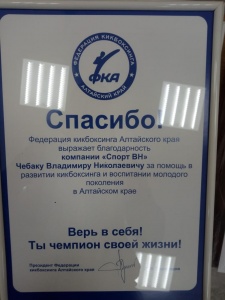 ФЕДЕРАЦИЯ КИКБОКСИНГА
ФКА
АЛТАЙСКИЙ КРАЙ
Спасибо!
Федерация кикбоксинга Алтайского края
выражает благодарность
компании «Спорт ВН»
Чебаку Владимиру Николаевичу за помощь в
развитии кикбоксинга и воспитании молодого
поколения
в Алтайском крае
Верь в себя!
Ты чемпион своей жизни!
Президент Федерации
кикбоксинга Алтайского края